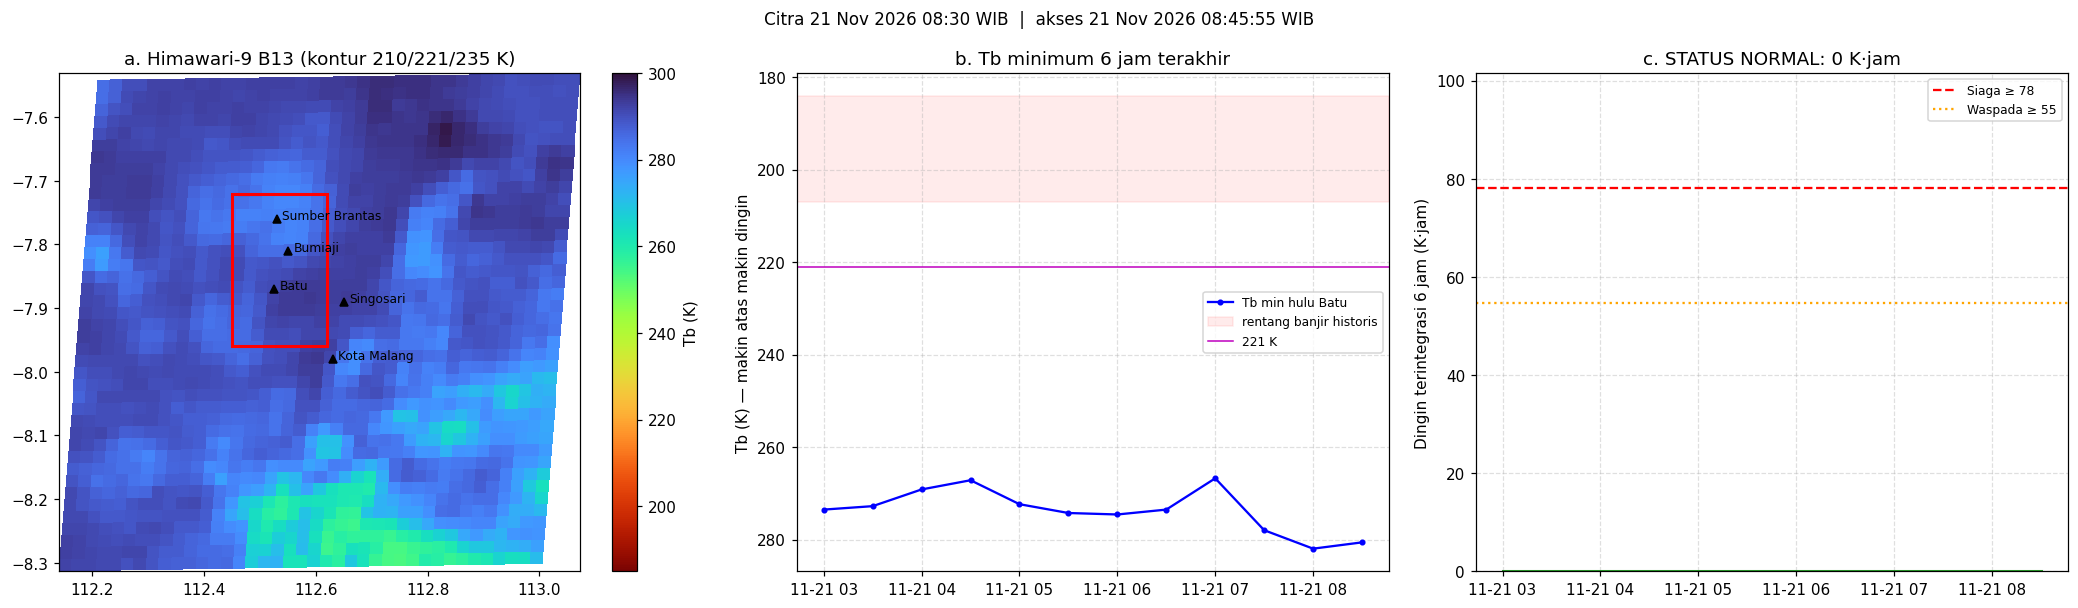 Citra 21 Nov 2026 08:30 WIB | akses 21 Nov 2026 08:45:55 WIB
a. Himawari-9 B13 (kontur 210/221/235 K)
−7.6
−7.7
−7.8
−7.9
−8.0
−8.1
−8.2
−8.3
112.2
112.4
112.6
112.8
113.0
Sumber Brantas
Bumiaji
Batu
Singosari
Kota Malang
300
280
260
240
220
200
Tb (K)
b. Tb minimum 6 jam terakhir
Tb (K) — makin atas makin dingin
180
200
220
240
260
280
Tb min hulu Batu
rentang banjir historis
221 K
11-21 03
11-21 04
11-21 05
11-21 06
11-21 07
11-21 08
c. STATUS NORMAL: 0 K·jam
Dingin terintegrasi 6 jam (K·jam)
100
80
60
40
20
0
Siaga ≥ 78
Waspada ≥ 55
11-21 03
11-21 04
11-21 05
11-21 06
11-21 07
11-21 08